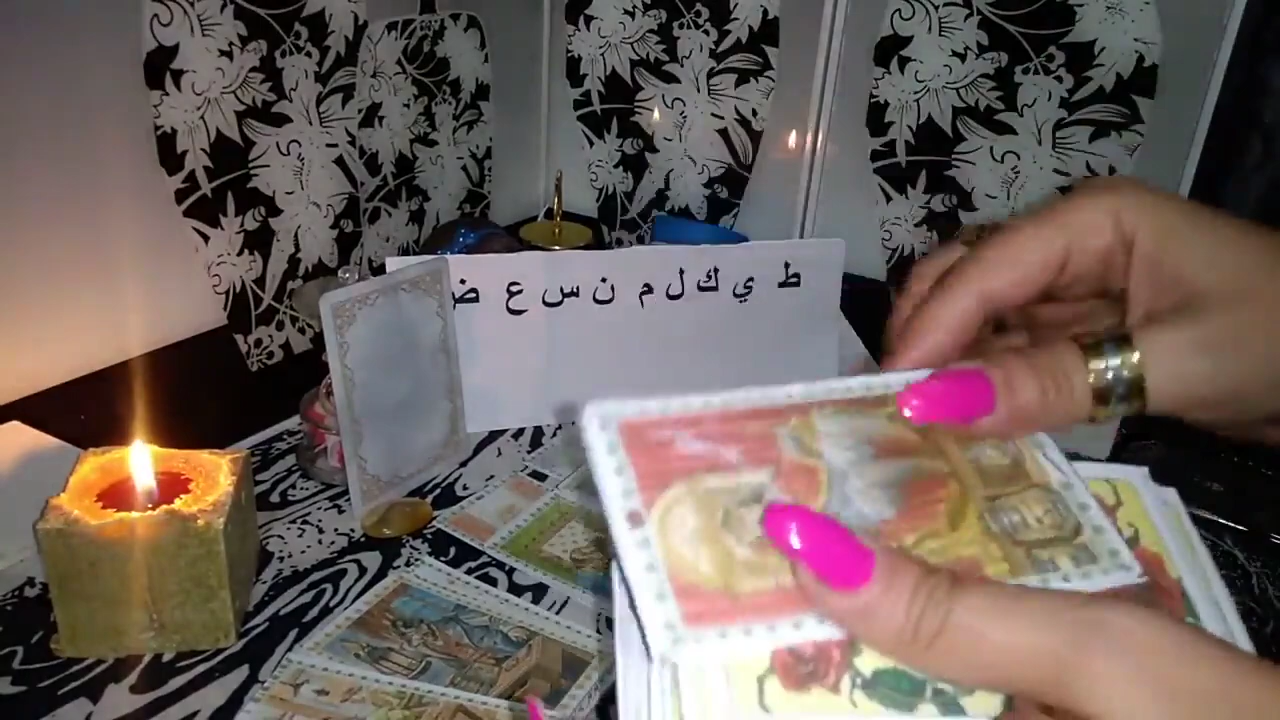 ط ي ك ل م ن س ع ض